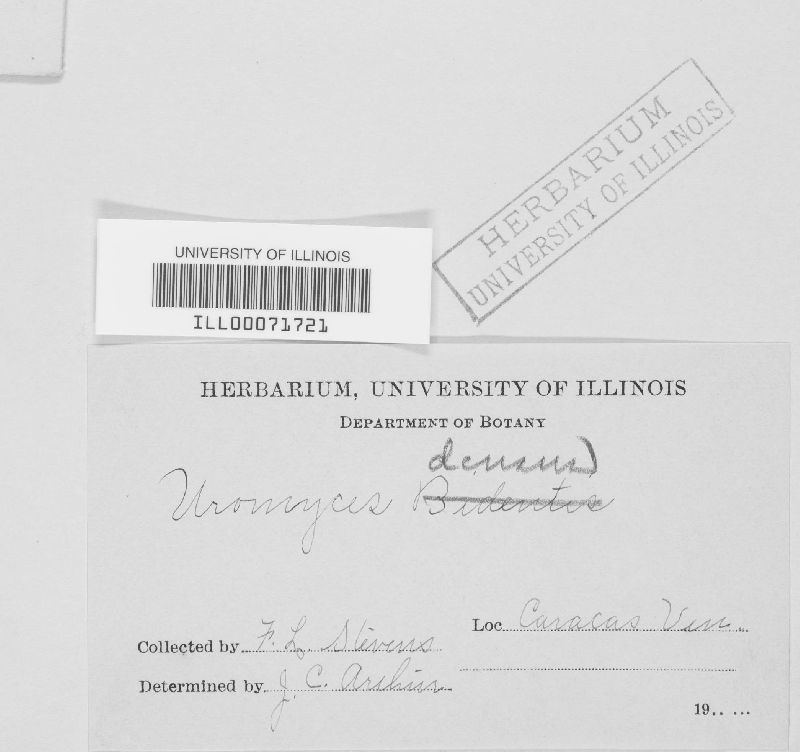 HERBARIUM
UNIVERSITY OF ILLINOIS
UNIVERSITY OF ILLINOIS
ILL00071721
HERBARIUM, UNIVERSITY OF ILLINOIS
DEPARTMENT OF BOTANY
densus
Uromyces Bidentis
Loc. Caracas Ven.
Collected by F. L. Stevens
Determined by J. C. Arthur
19.. ...